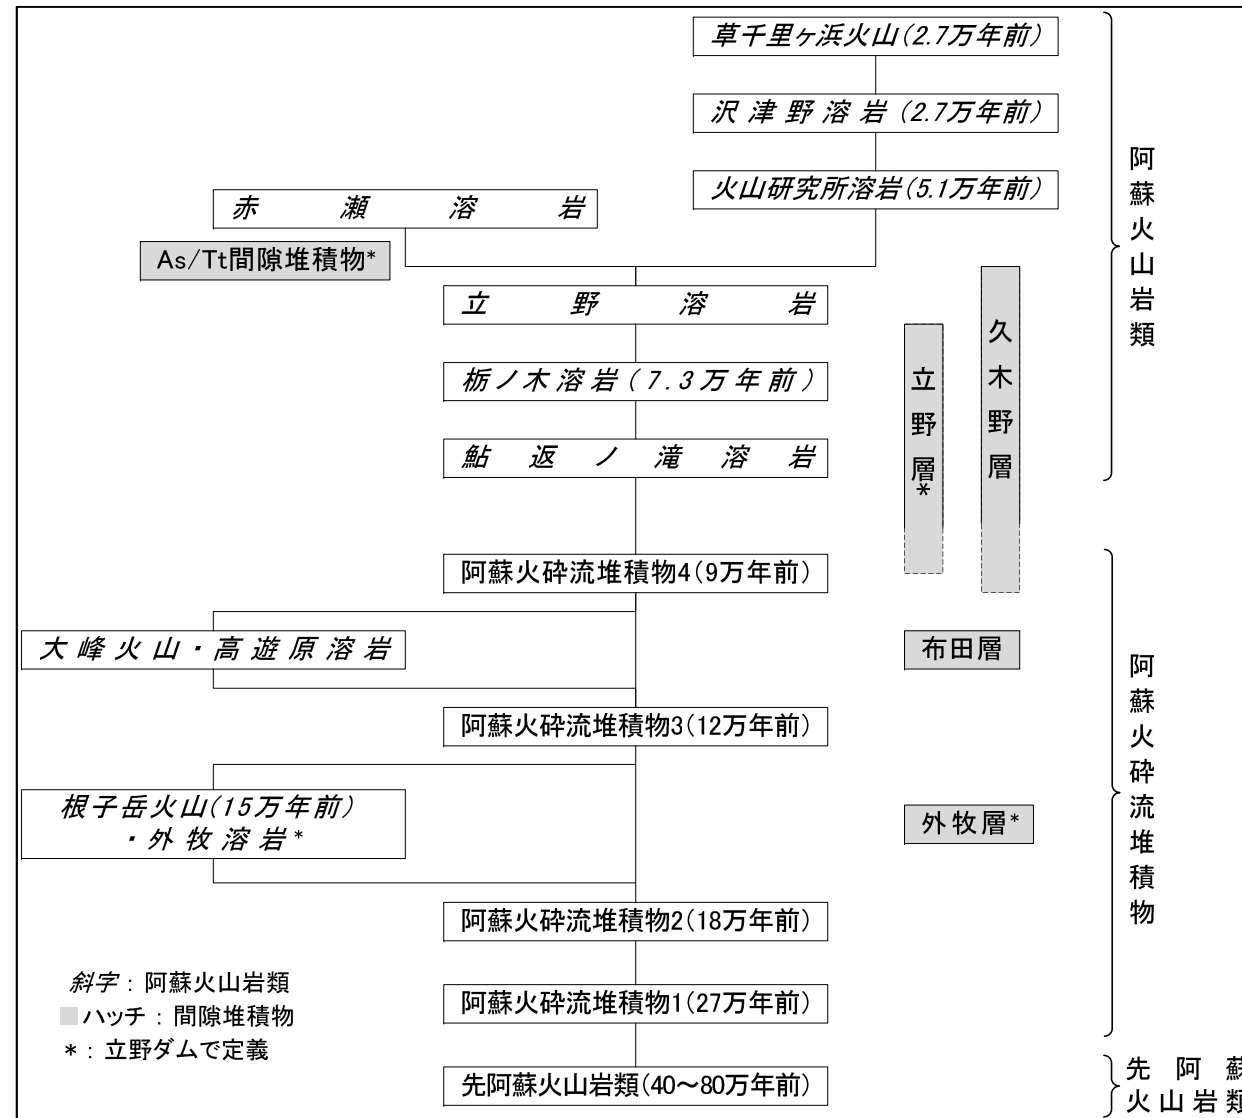 草千里ヶ浜火山(2.7万年前)
沢津野溶岩(2.7万年前)
火山研究所溶岩(5.1万年前)
赤瀬溶岩
As/Tt間隙堆積物*
立野溶岩
栃ノ木溶岩(7.3万年前)
鮎返ノ滝溶岩
立野層*
久木野層
阿蘇火山岩類
阿蘇火砕流堆積物4(9万年前)
大峰火山・高遊原溶岩
布田層
阿蘇火砕流堆積物3(12万年前)
根子岳火山(15万年前)
・外牧溶岩*
外牧層*
阿蘇火砕流堆積物2(18万年前)
阿蘇火砕流堆積物1(27万年前)
阿蘇火砕流堆積物
先阿蘇火山岩類(40～80万年前)
先阿蘇
火山岩類
斜字：阿蘇火山岩類
ハッチ：間隙堆積物
*：立野ダムで定義